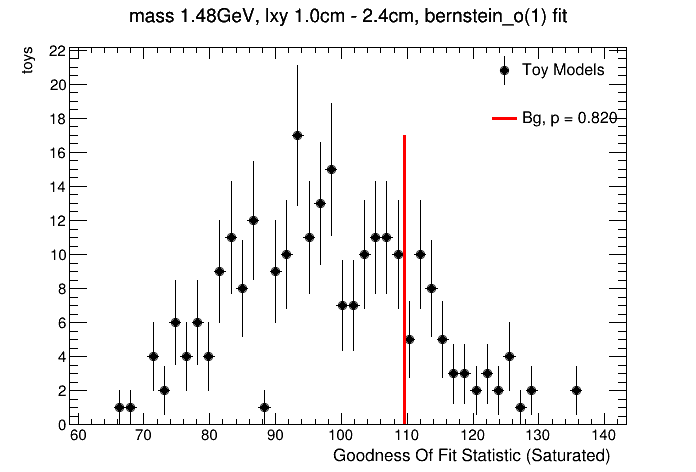 mass 1.48GeV, lxy 1.0cm - 2.4cm, bernstein_o(1) fit
toys
22
20
18
16
14
12
10
8
6
4
2
0
Toy Models
Bg, p = 0.820
60 70 80 90 100 110 120 130 140
Goodness Of Fit Statistic (Saturated)